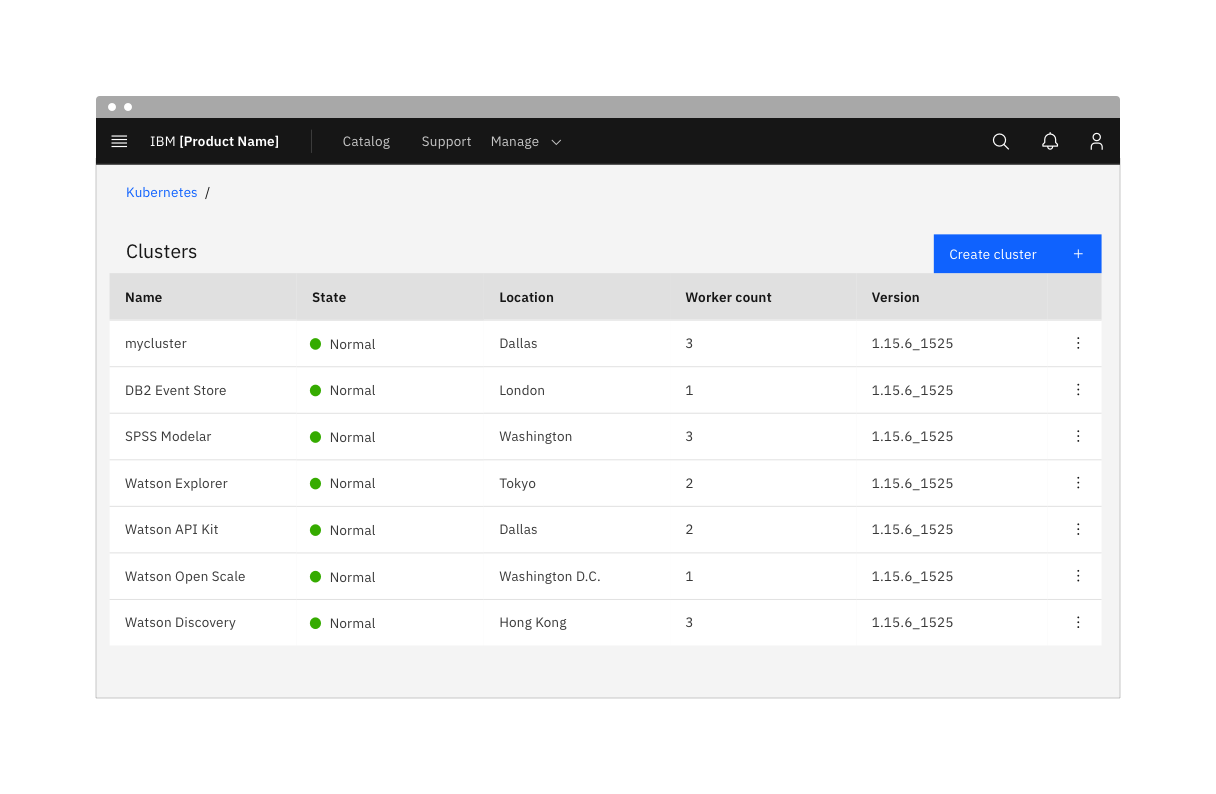 IBM [Product Name] Catalog Support Manage
Kubernetes /
Clusters
Create cluster +
Name State Location Worker count Version
mycluster Normal Dallas 3 1.15.6_1525
DB2 Event Store Normal London 1 1.15.6_1525
SPSS Modelar Normal Washington 3 1.15.6_1525
Watson Explorer Normal Tokyo 2 1.15.6_1525
Watson API Kit Normal Dallas 2 1.15.6_1525
Watson Open Scale Normal Washington D.C. 1 1.15.6_1525
Watson Discovery Normal Hong Kong 3 1.15.6_1525